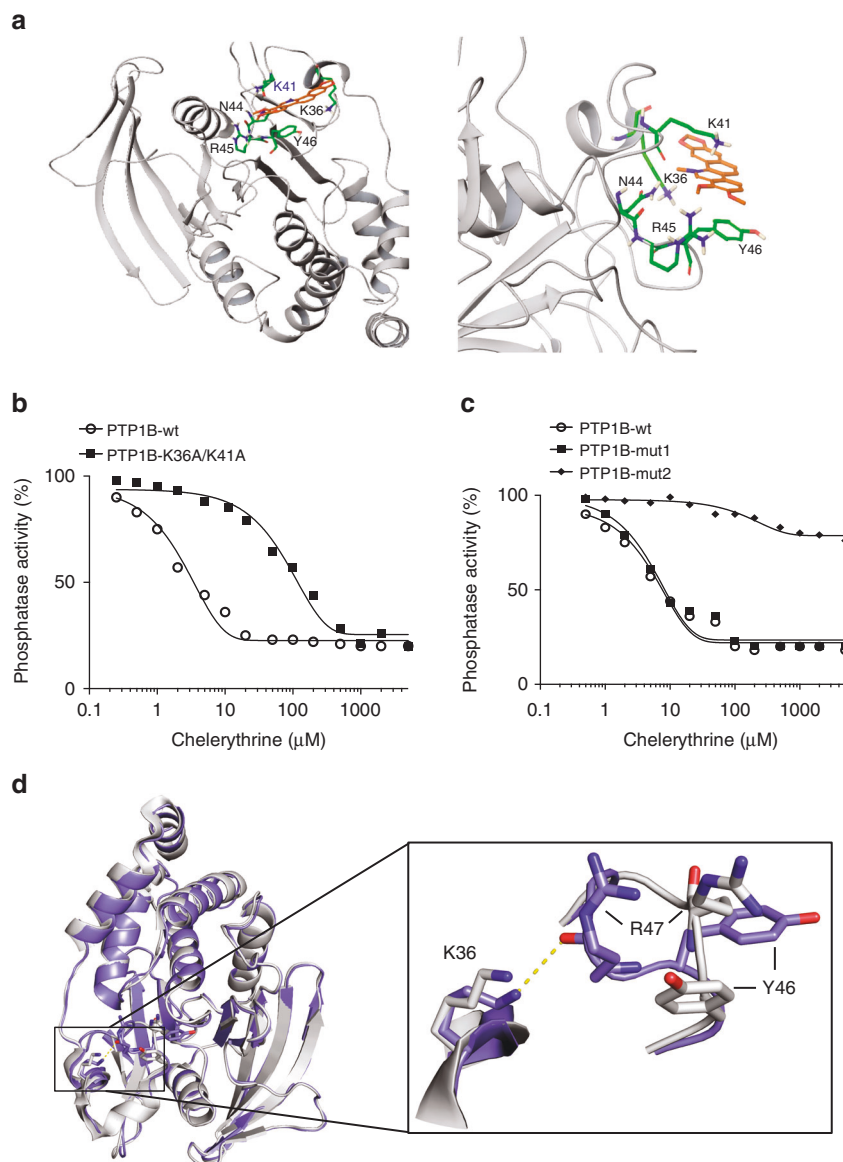 a
K41
N44
K36
R45
Y46
K41
N44
K36
R45
Y46
b
PTP1B-wt
PTP1B-K36A/K41A
100
50
0
0.1
1
10
100
1000
Phosphatase activity (%)
Chelerythrine (μM)
c
PTP1B-wt
PTP1B-mut1
PTP1B-mut2
100
50
0
0.1
1
10
100
1000
Phosphatase activity (%)
Chelerythrine (μM)
d
R47
K36
Y46